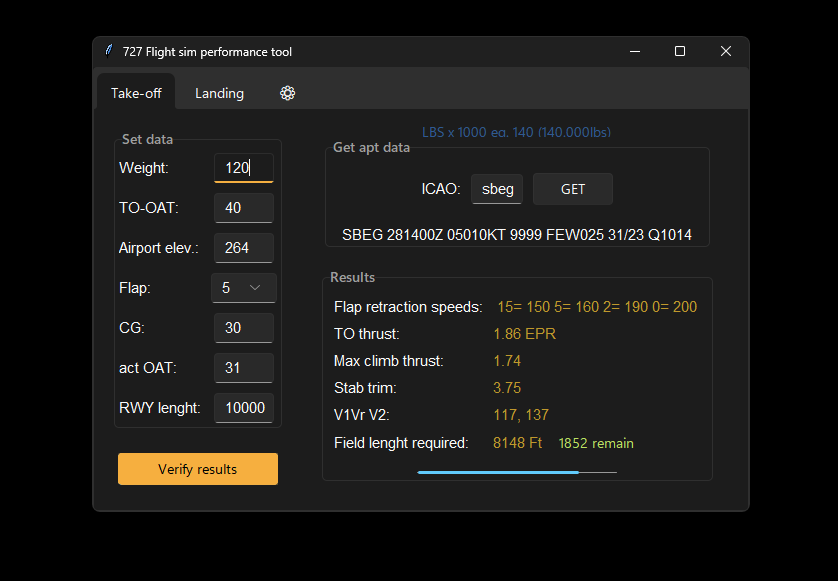 727 Flight sim performance tool
Take-off
Landing
LBS x 1000 ea. 140 (140.000lbs)
Set data
Weight: 120
TO-OAT: 40
Airport elev.: 264
Flap: 5
CG: 30
act OAT: 31
RWY lenght: 10000
Verify results
Get apt data
ICAO: sbeg GET
SBEG 281400Z 05010KT 9999 FEW025 31/23 Q1014
Results
Flap retraction speeds: 15= 150 5= 160 2= 190 0= 200
TO thrust: 1.86 EPR
Max climb thrust: 1.74
Stab trim: 3.75
V1Vr V2: 117, 137
Field lenght required: 8148 Ft 1852 remain